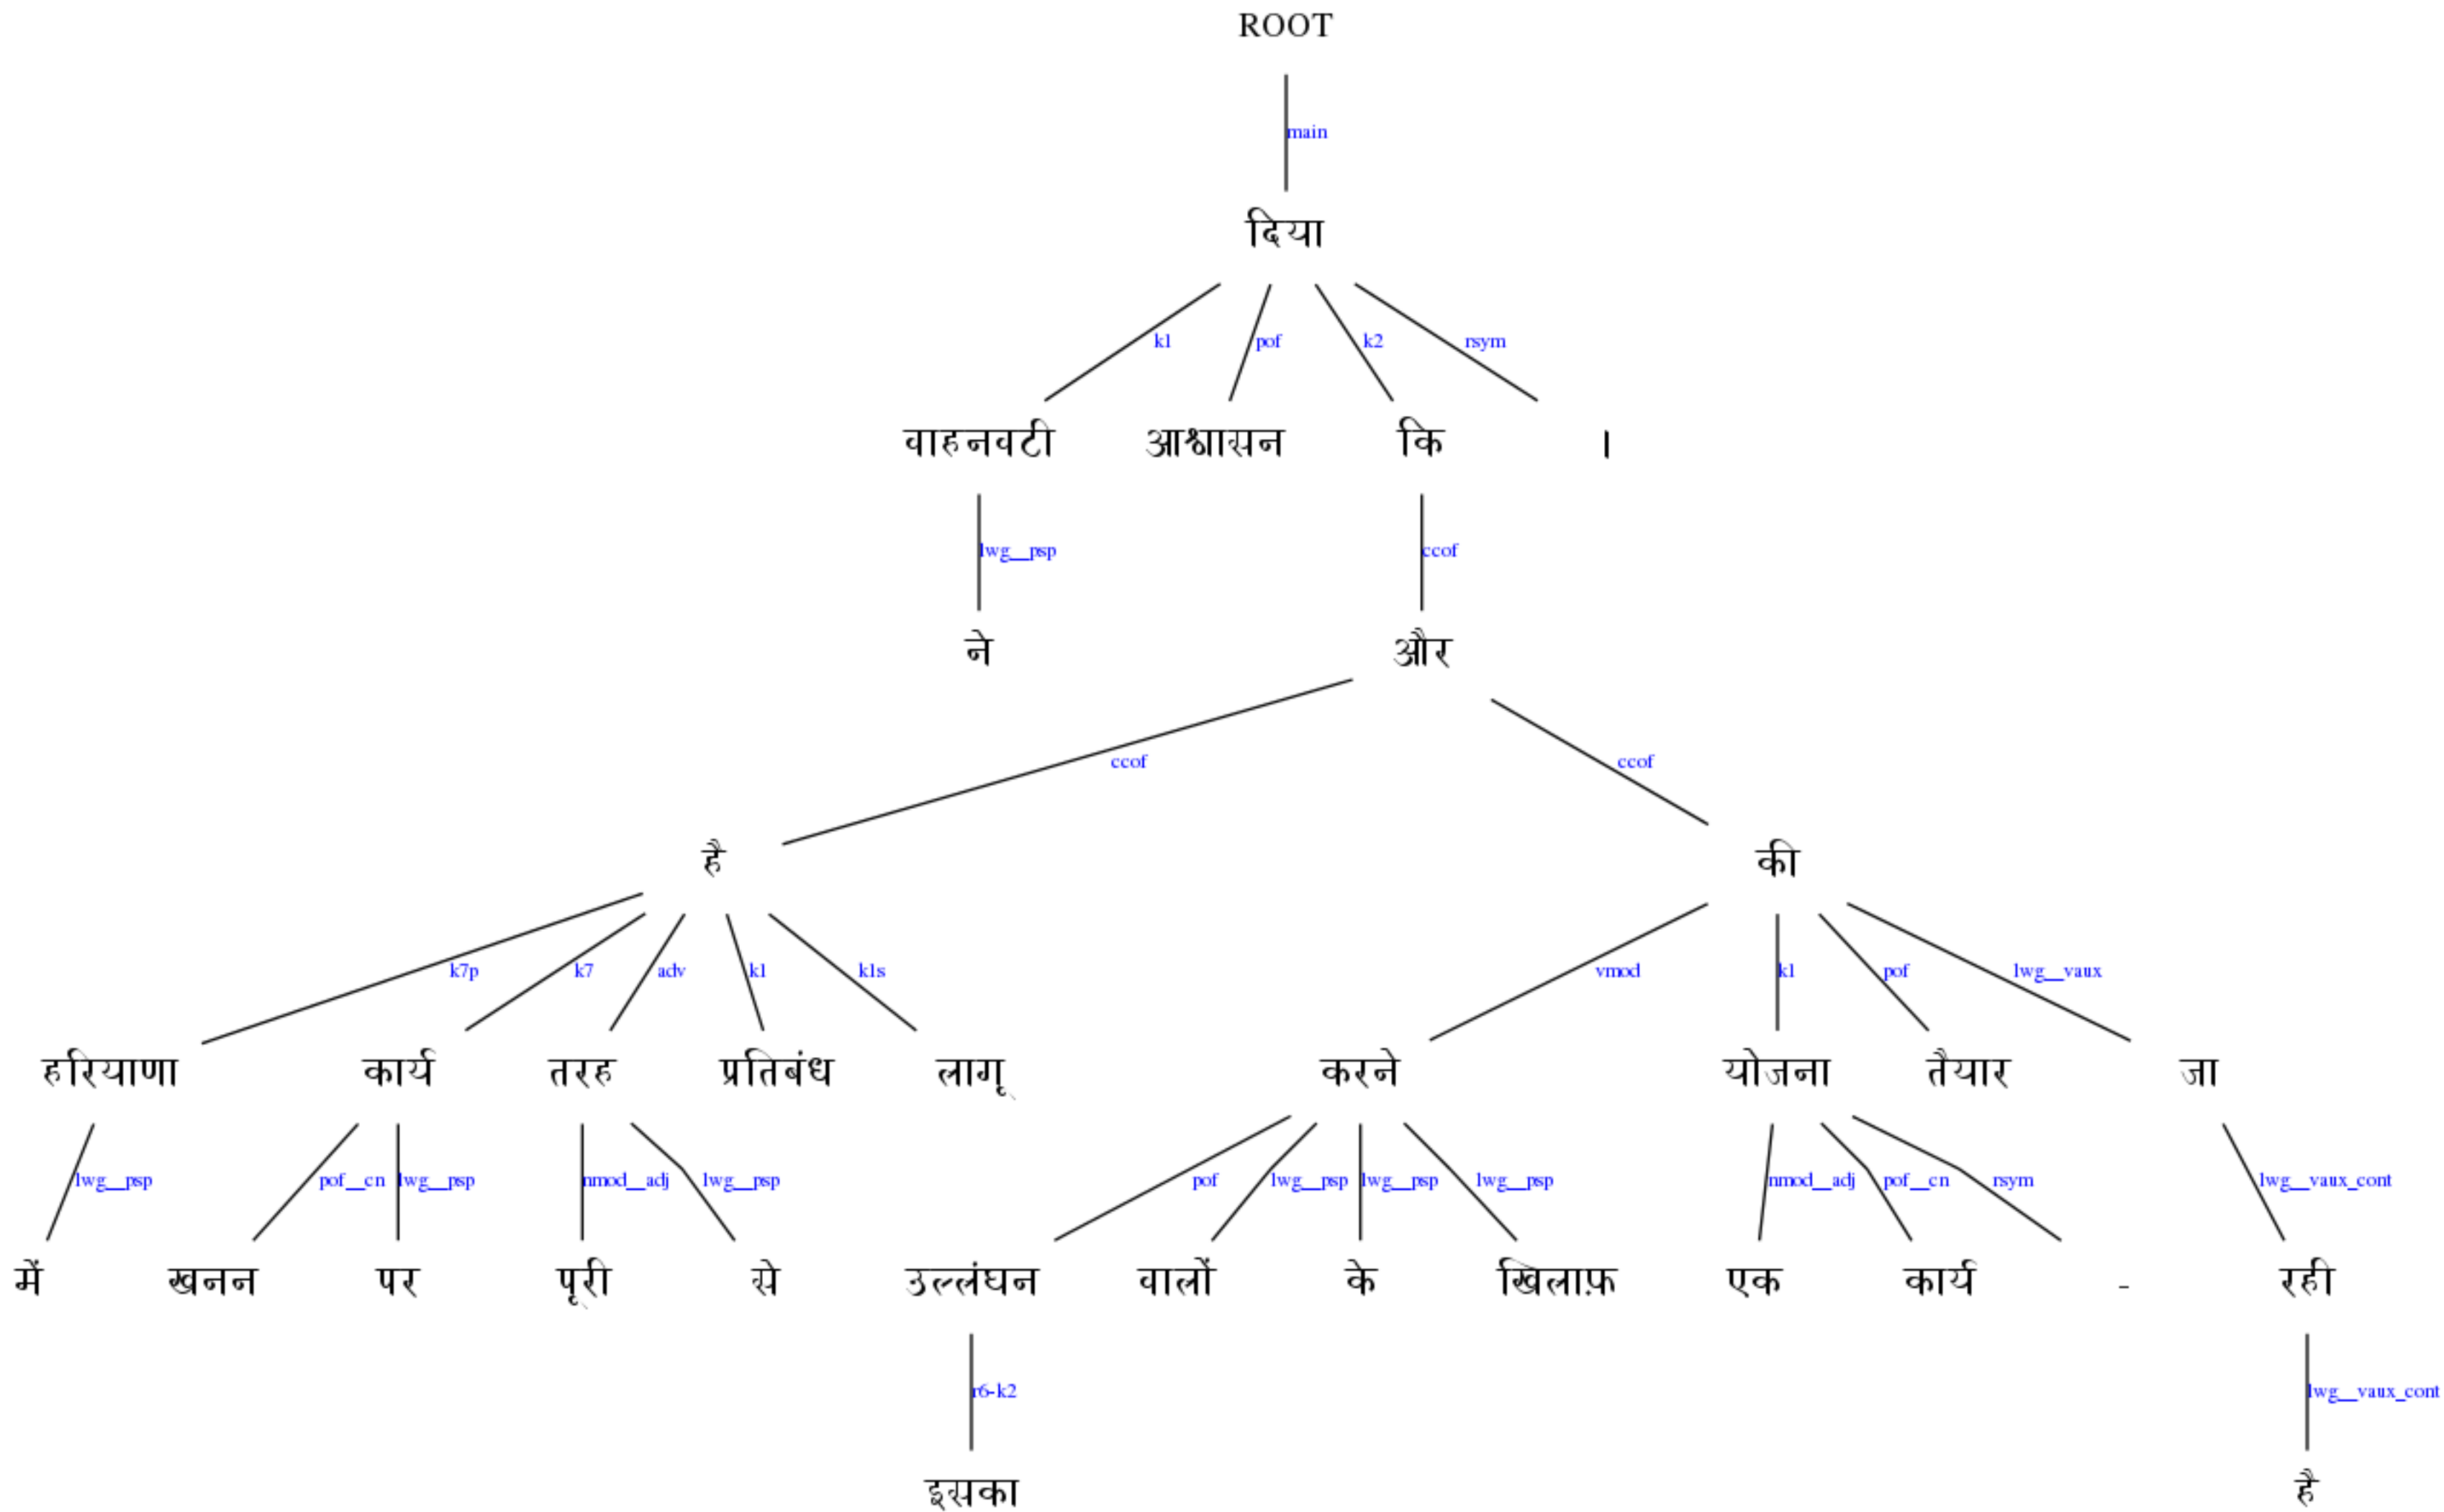 ROOT
main
दिया
k1 pof k2 rsym
वाहनवटी आश्वासन कि ।
lwg__psp ccof
ने और
ccof ccof
है की
k7p k7 adv k1 k1s vmod k1 pof lwg__vaux
हरियाणा कार्य तरह प्रतिबंध लागू करने योजना तैयार जा
lwg__psp pof__cn lwg__psp nmod__adj lwg__psp pof lwg__psp lwg__psp lwg__psp nmod__adj pof__cn rsym lwg__vaux_cont
में खनन पर पूरी से उल्लंघन वालों के खिलाफ़ एक कार्य - रही
r6-k2 lwg__vaux_cont
इसका है